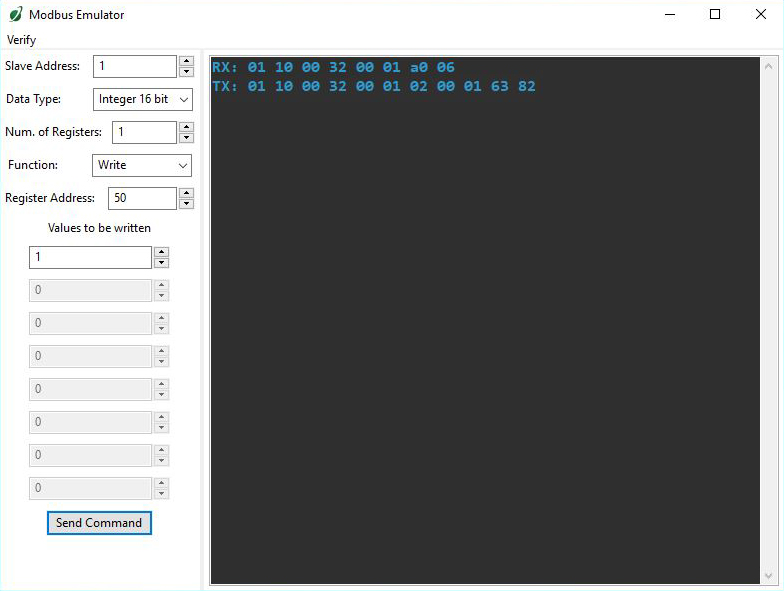 Modbus Emulator
Verify
Slave Address: 1
Data Type: Integer 16 bit
Num. of Registers: 1
Function: Write
Register Address: 50
Values to be written
1
0
0
0
0
0
0
0
Send Command
RX: 01 10 00 32 00 01 a0 06
TX: 01 10 00 32 00 01 02 00 01 63 82